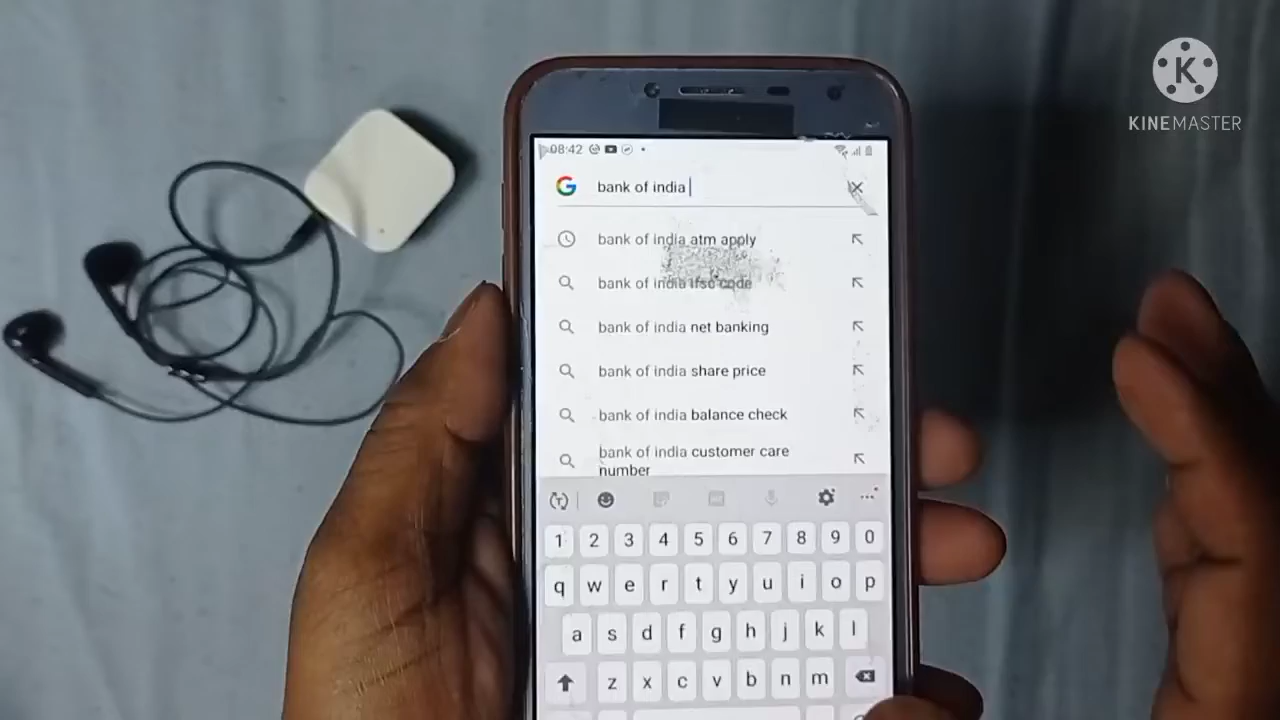 KINEMASTER
08:42
bank of india
bank of india atm apply
bank of india ifsc code
bank of india net banking
bank of india share price
bank of india balance check
bank of india customer care
number
1 2 3 4 5 6 7 8 9 0
q w e r t y u i o p
a s d f g h j k l
z x c v b n m